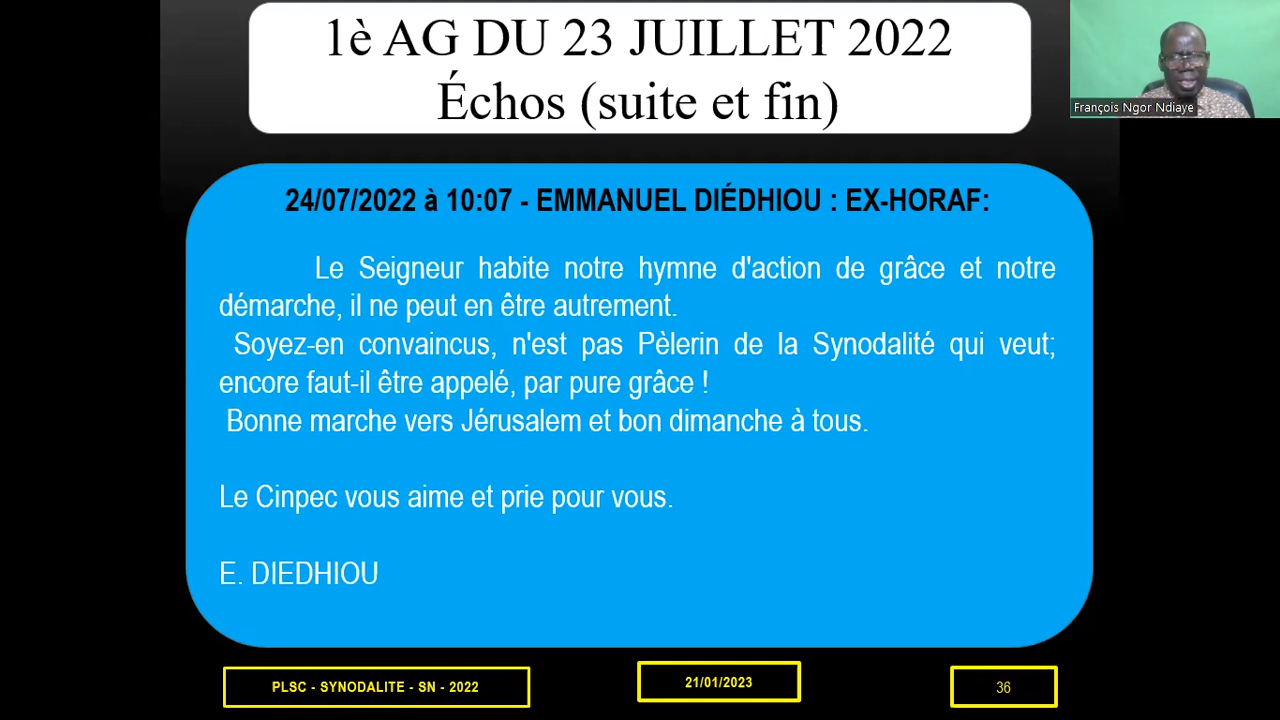 1è AG DU 23 JUILLET 2022
Échos (suite et fin)
François Ngor Ndiaye
24/07/2022 à 10:07 - EMMANUEL DIÉDHIOU : EX-HORAF:
Le Seigneur habite notre hymne d'action de grâce et notre
démarche, il ne peut en être autrement.
Soyez-en convaincus, n'est pas Pèlerin de la Synodalité qui veut;
encore faut-il être appelé, par pure grâce !
Bonne marche vers Jérusalem et bon dimanche à tous.
Le Cinpec vous aime et prie pour vous.
E. DIEDHIOU
PLSC - SYNODALITE - SN - 2022
21/01/2023
36